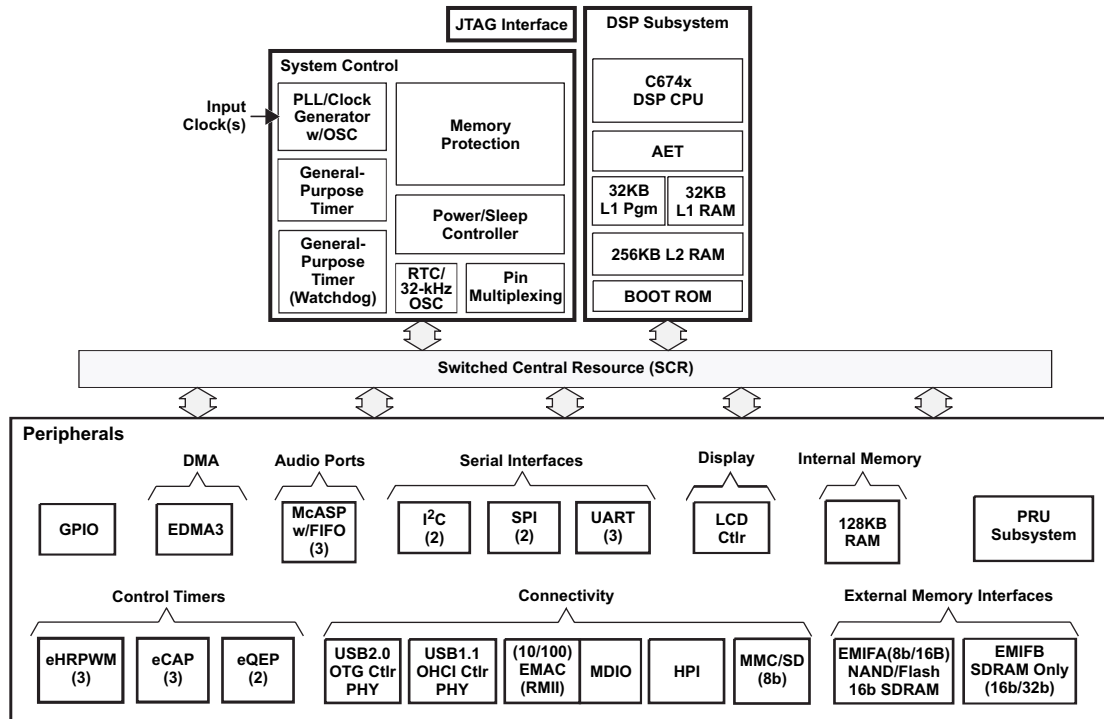 JTAG Interface
DSP Subsystem
System Control
Input
Clock(s)
PLL/Clock
Generator
w/OSC
General-
Purpose
Timer
General-
Purpose
Timer
(Watchdog)
Memory
Protection
Power/Sleep
Controller
RTC/
32-kHz
OSC
Pin
Multiplexing
C674x
DSP CPU
AET
32KB
L1 Pgm
32KB
L1 RAM
256KB L2 RAM
BOOT ROM
Switched Central Resource (SCR)
Peripherals
DMA
Audio Ports
Serial Interfaces
Display
Internal Memory
GPIO
EDMA3
McASP
w/FIFO
(3)
I²C
(2)
SPI
(2)
UART
(3)
LCD
Ctlr
128KB
RAM
PRU
Subsystem
Control Timers
Connectivity
External Memory Interfaces
eHRPWM
(3)
eCAP
(3)
eQEP
(2)
USB2.0
OTG Ctlr
PHY
USB1.1
OHCI Ctlr
PHY
(10/100)
EMAC
(RMII)
MDIO
HPI
MMC/SD
(8b)
EMIFA(8b/16B)
NAND/Flash
16b SDRAM
EMIFB
SDRAM Only
(16b/32b)